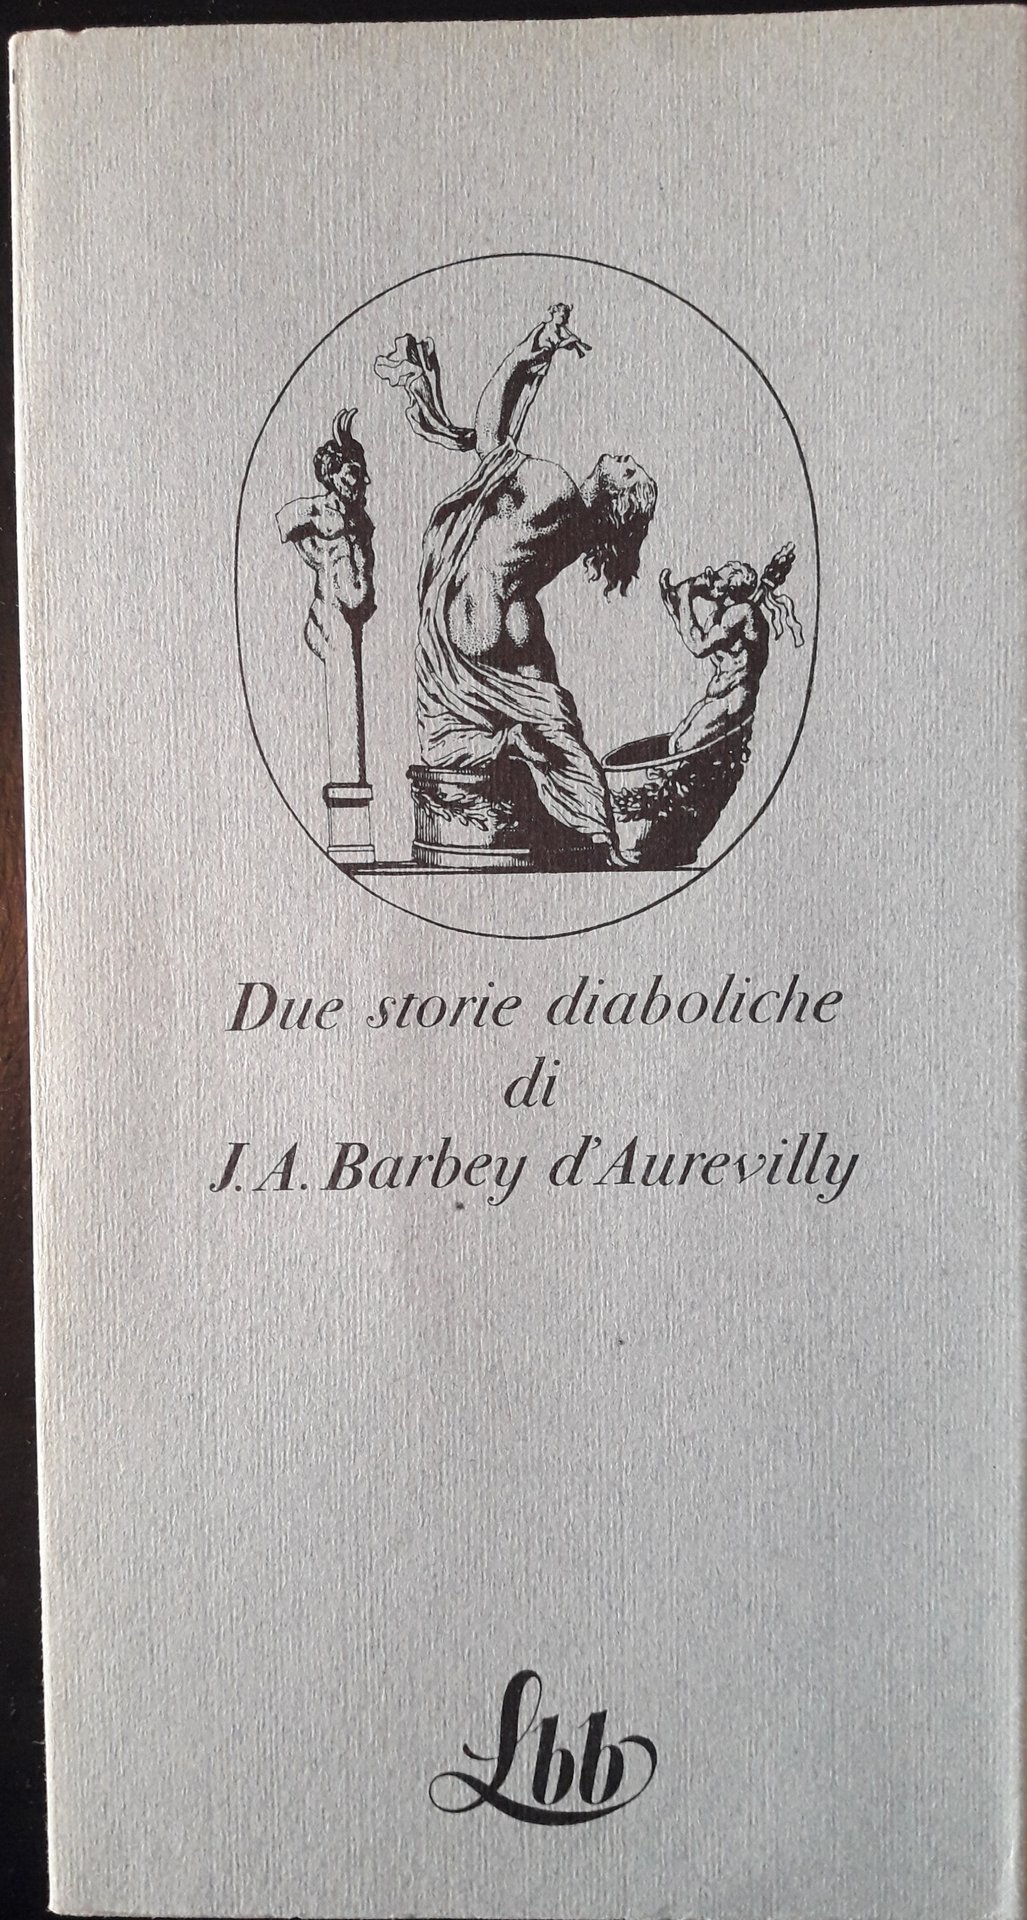 Due storie diaboliche
di
J. A. Barbey d'Aurevilly
Lbb